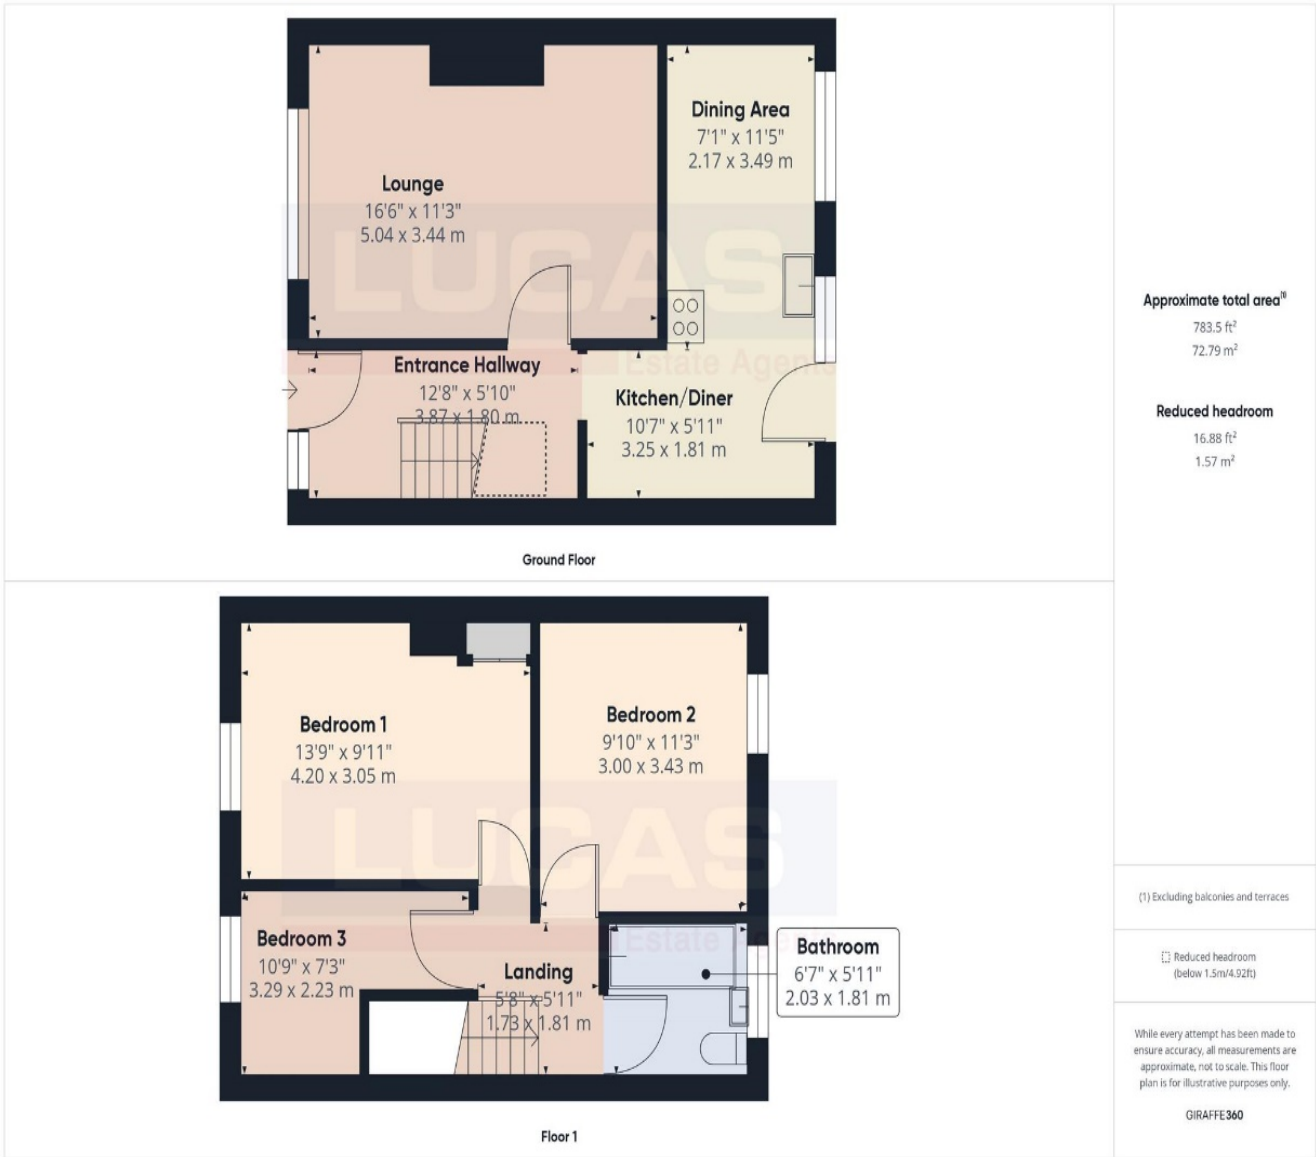 Lounge
16'6" x 11'3"
5.04 x 3.44 m
Dining Area
7'1" x 11'5"
2.17 x 3.49 m
LUCAS
Estate Agents
Entrance Hallway
12'8" x 5'10"
3.87 x 1.80 m
Kitchen/Diner
10'7" x 5'11"
3.25 x 1.81 m
Ground Floor
Bedroom 1
13'9" x 9'11"
4.20 x 3.05 m
Bedroom 2
9'10" x 11'3"
3.00 x 3.43 m
LUCAS
Estate Agents
Bedroom 3
10'9" x 7'3"
3.29 x 2.23 m
Landing
5'8" x 5'11"
1.73 x 1.81 m
Bathroom
6'7" x 5'11"
2.03 x 1.81 m
Floor 1
Approximate total area(1)
783.5 ft²
72.79 m²
Reduced headroom
16.88 ft²
1.57 m²
(1) Excluding balconies and terraces
Reduced headroom
(below 1.5m/4.92ft)
While every attempt has been made to
ensure accuracy, all measurements are
approximate, not to scale. This floor
plan is for illustrative purposes only.
GIRAFFE360